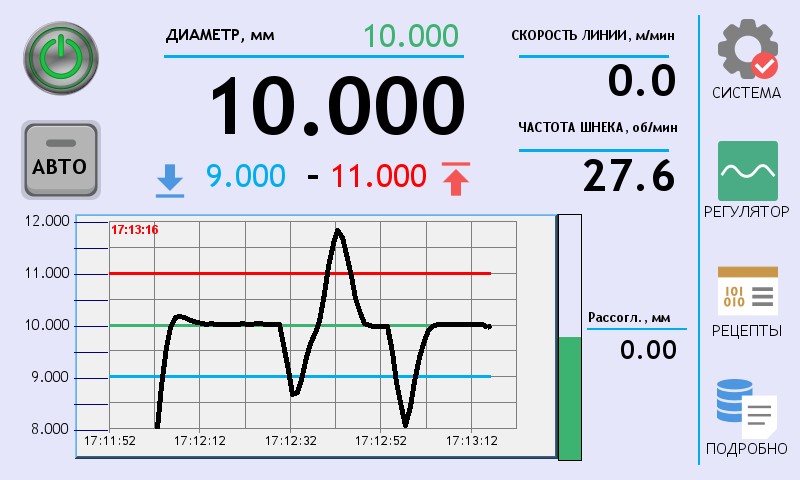 ДИАМЕТР, мм 10.000
10.000
9.000 - 11.000
АВТО
СКОРОСТЬ ЛИНИИ, м/мин
0.0
ЧАСТОТА ШНЕКА, об/мин
27.6
СИСТЕМА
РЕГУЛЯТОР
101
010
РЕЦЕПТЫ
ПОДРОБНО
12.000
11.000
10.000
9.000
8.000
17:13:16
17:11:52 17:12:12 17:12:32 17:12:52 17:13:12
Рассогл., мм
0.00